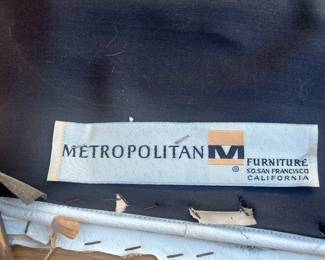 METROPOLITAN M FURNITURE
® SO. SAN FRANCISCO
CALIFORNIA